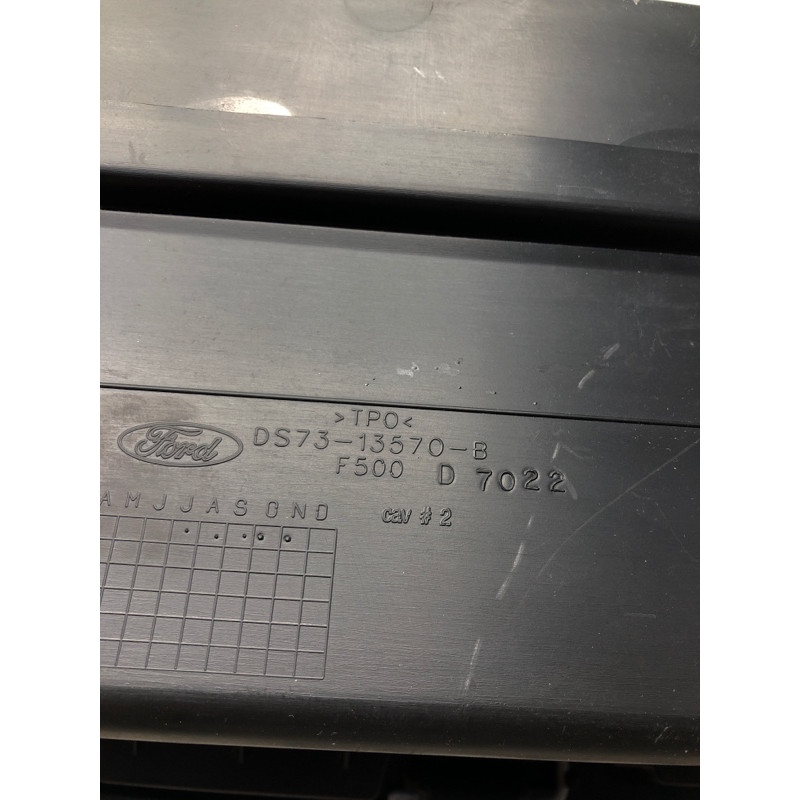 >TPO<
Ford DS73-13570-B
F500 D 7022
AMJJASOND
cav # 2